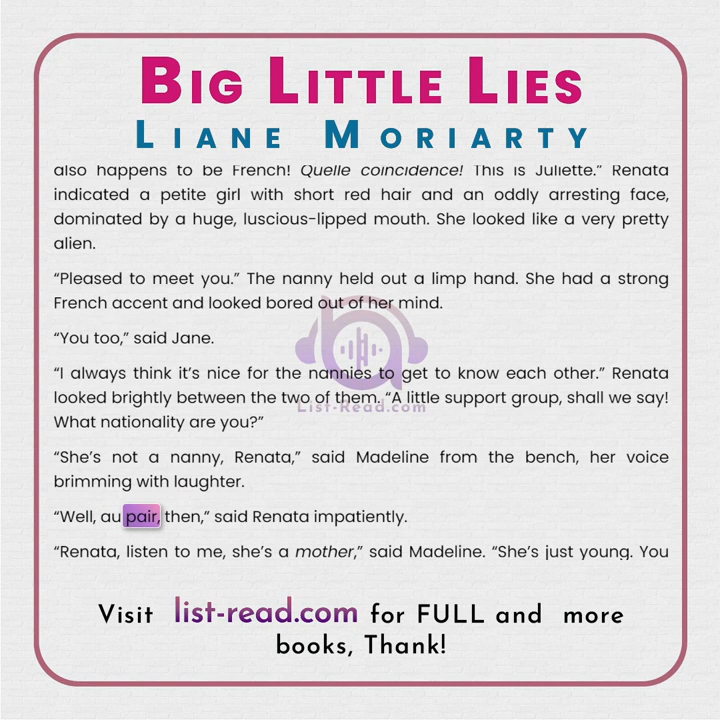 BIG LITTLE LIES
LIANE MORIARTY
also happens to be French! Quelle coincidence! This is Juliette.” Renata
indicated a petite girl with short red hair and an oddly arresting face,
dominated by a huge, luscious-lipped mouth. She looked like a very pretty
alien.
“Pleased to meet you.” The nanny held out a limp hand. She had a strong
French accent and looked bored out of her mind.
“You too,” said Jane.
“I always think it’s nice for the nannies to get to know each other.” Renata
looked brightly between the two of them. “A little support group, shall we say!
List-Read.com
What nationality are you?”
“She’s not a nanny, Renata,” said Madeline from the bench, her voice
brimming with laughter.
“Well, au pair, then,” said Renata impatiently.
“Renata, listen to me, she’s a mother,” said Madeline. “She’s just young. You
Visit list-read.com for FULL and more
books, Thank!